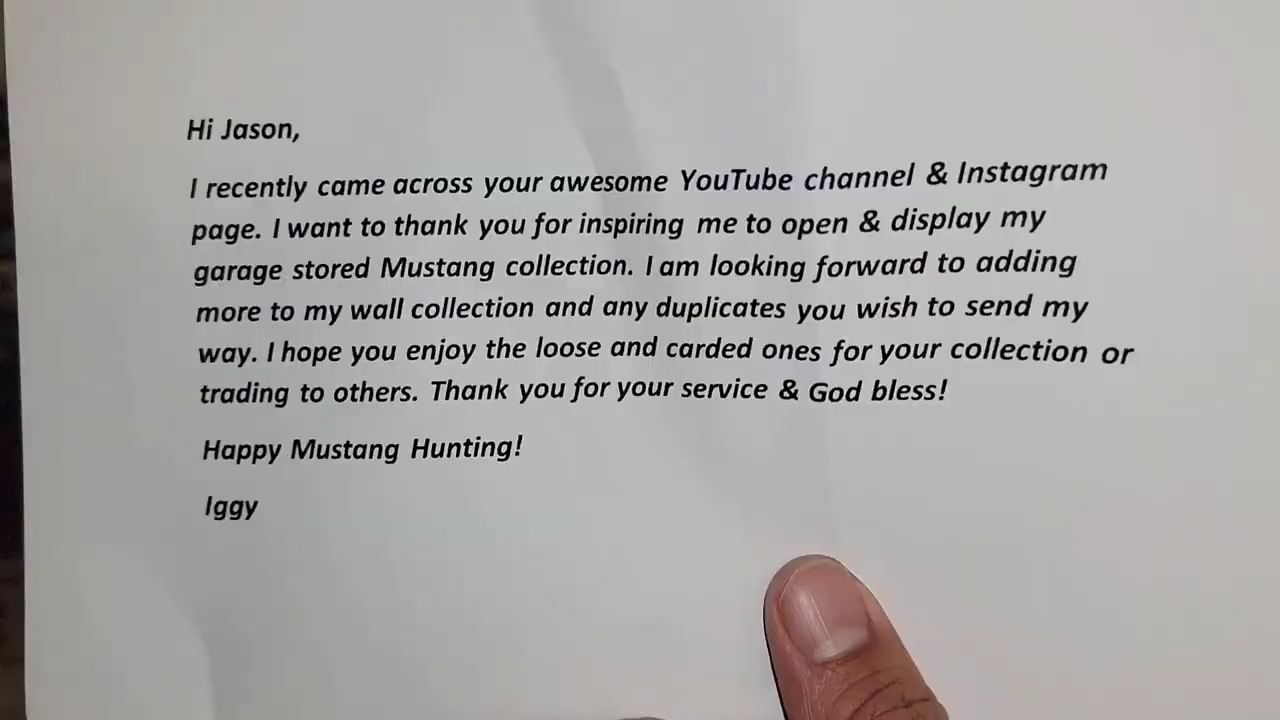 Hi Jason,
I recently came across your awesome YouTube channel & Instagram
page. I want to thank you for inspiring me to open & display my
garage stored Mustang collection. I am looking forward to adding
more to my wall collection and any duplicates you wish to send my
way. I hope you enjoy the loose and carded ones for your collection or
trading to others. Thank you for your service & God bless!
Happy Mustang Hunting!
Iggy